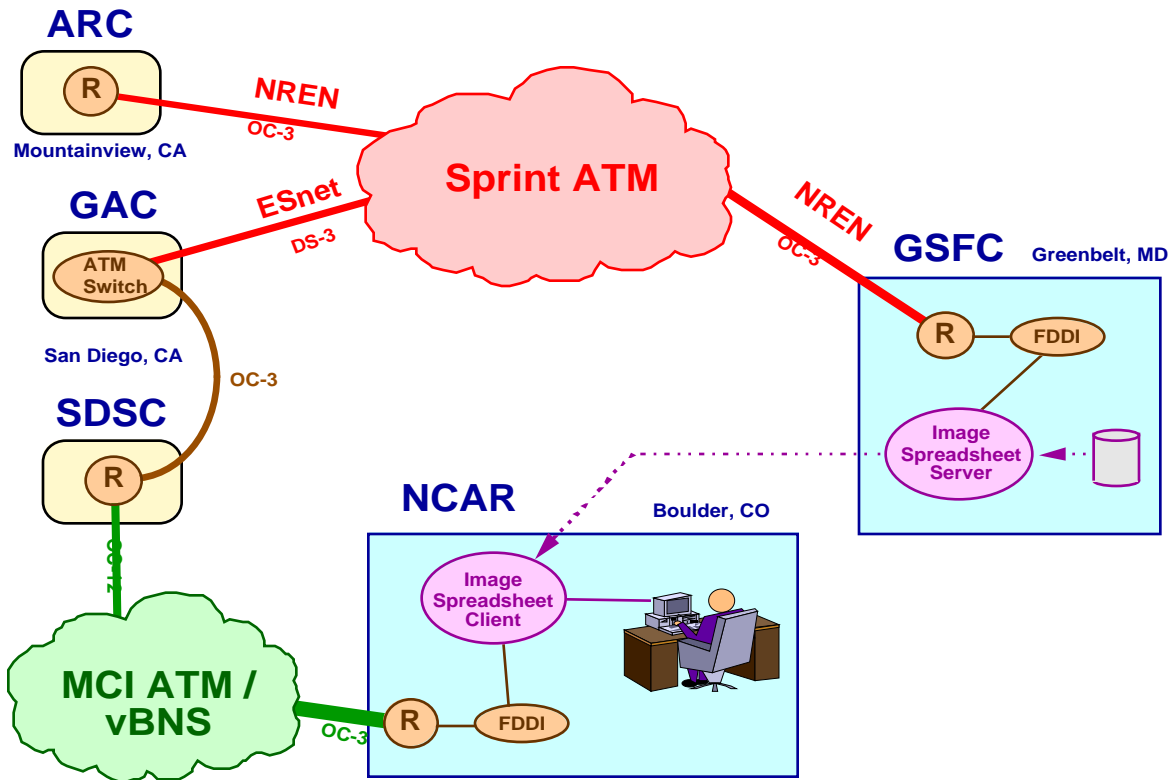 ARC
R
NREN
OC-3
Mountainview, CA
Sprint ATM
GAC
ESnet
DS-3
ATM
Switch
San Diego, CA
OC-3
NREN
OC-3
GSFC
Greenbelt, MD
R
FDDI
Image
Spreadsheet
Server
SDSC
R
OC-12
NCAR
Boulder, CO
Image
Spreadsheet
Client
MCI ATM /
vBNS
OC-3
R
FDDI